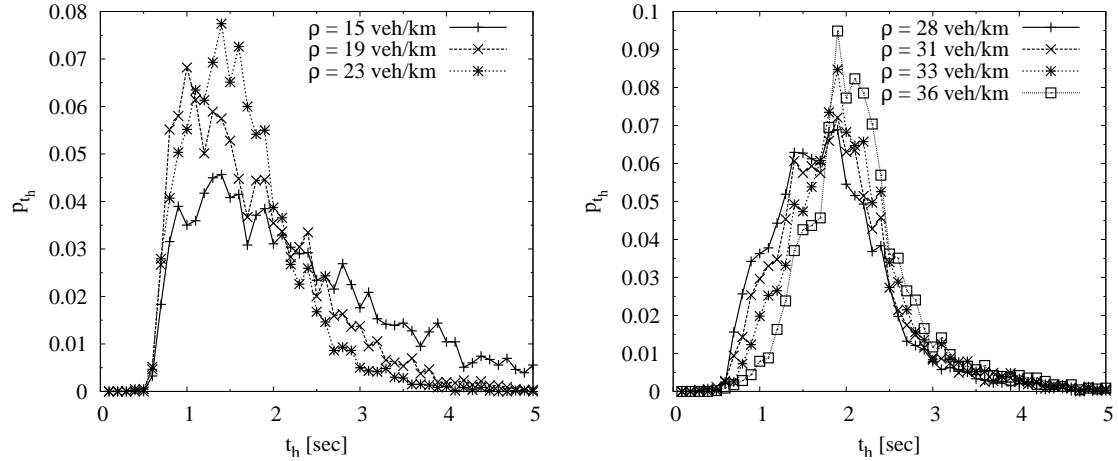 0.08
0.07
0.06
0.05
0.04
0.03
0.02
0.01
0
p_{t_h}
ρ = 15 veh/km
ρ = 19 veh/km
ρ = 23 veh/km
0 1 2 3 4 5
t_h [sec]
0.1
0.09
0.08
0.07
0.06
0.05
0.04
0.03
0.02
0.01
0
p_{t_h}
ρ = 28 veh/km
ρ = 31 veh/km
ρ = 33 veh/km
ρ = 36 veh/km
0 1 2 3 4 5
t_h [sec]